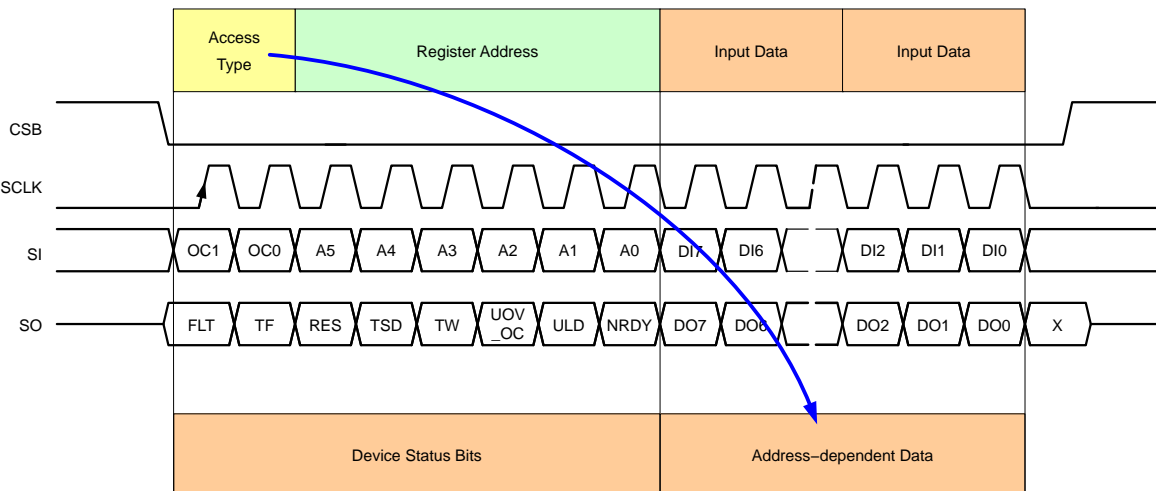 Access
Type
Register Address
Input Data
Input Data
CSB
SCLK
SI
OC1 OC0 A5 A4 A3 A2 A1 A0 DI7 DI6 DI2 DI1 DI0
SO
FLT TF RES TSD TW UOV
_OC ULD NRDY DO7 DO6 DO2 DO1 DO0 X
Device Status Bits
Address−dependent Data